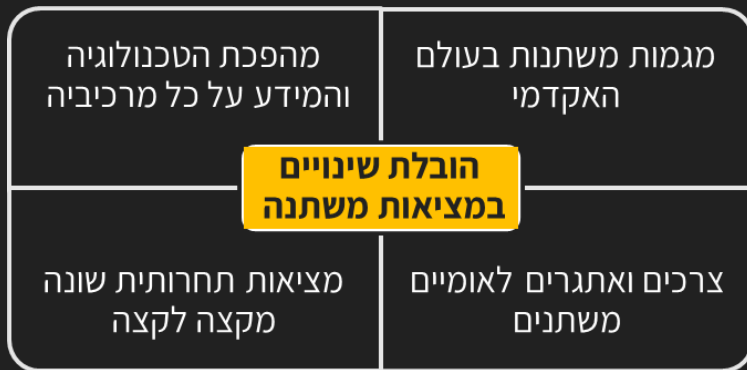 מגמות משתנות בעולם
האקדמי
מהפכת הטכנולוגיה
והמידע על כל מרכיביה
הובלת שינויים
במציאות משתנה
צרכים ואתגרים לאומיים
משתנים
מציאות תחרותית שונה
מקצה לקצה